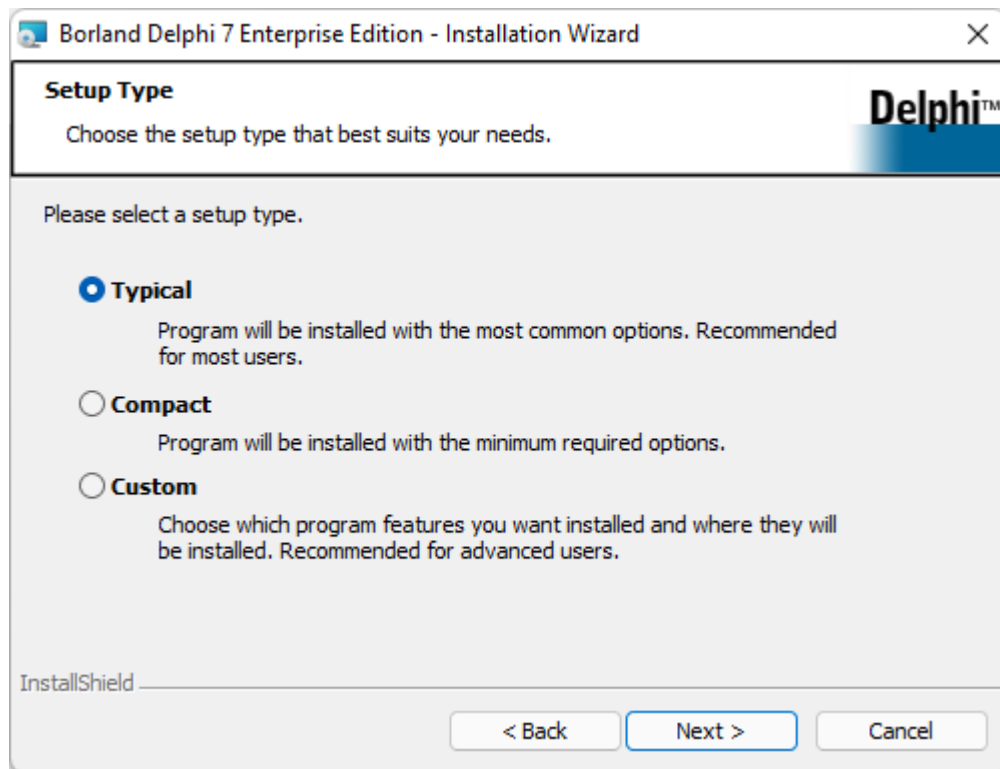 Borland Delphi 7 Enterprise Edition - Installation Wizard
Setup Type
Choose the setup type that best suits your needs.
Delphi™
Please select a setup type.
Typical
Program will be installed with the most common options. Recommended
for most users.
Compact
Program will be installed with the minimum required options.
Custom
Choose which program features you want installed and where they will
be installed. Recommended for advanced users.
InstallShield
< Back
Next >
Cancel